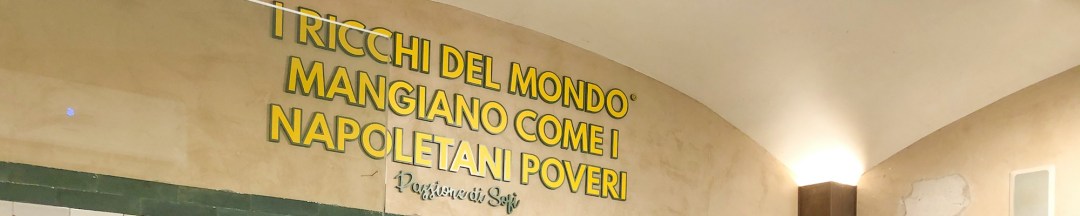 I RICCHI DEL MONDO®
MANGIANO COME I
NAPOLETANI POVERI
Passione di Sofì